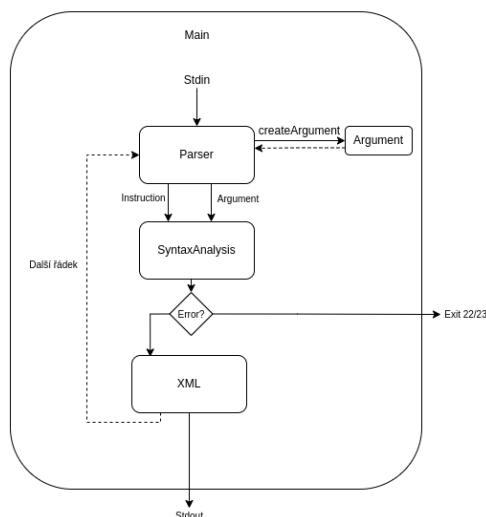 Main
Stdin
createArgument
Argument
Parser
Instruction
Argument
SyntaxAnalysis
Další řádek
Error?
Exit 22/23
XML
Stdout